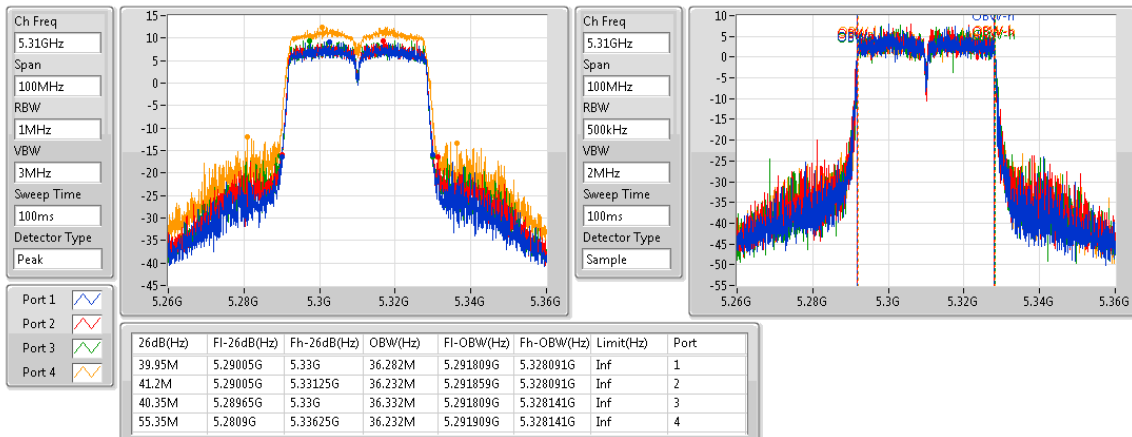 Ch Freq
5.31GHz
Span
100MHz
RBW
1MHz
VBW
3MHz
Sweep Time
100ms
Detector Type
Peak
15
10
5
0
-5
-10
-15
-20
-25
-30
-35
-40
-45
5.26G 5.28G 5.3G 5.32G 5.34G 5.36G
Ch Freq
5.31GHz
Span
100MHz
RBW
500kHz
VBW
2MHz
Sweep Time
100ms
Detector Type
Sample
10
5
0
-5
-10
-15
-20
-25
-30
-35
-40
-45
-50
-55
5.26G 5.28G 5.3G 5.32G 5.34G 5.36G
Port 1
Port 2
Port 3
Port 4
26dB(Hz) Fl-26dB(Hz) Fh-26dB(Hz) OBW(Hz) Fl-OBW(Hz) Fh-OBW(Hz) Limit(Hz) Port
39.95M 5.29005G 5.33G 36.282M 5.291809G 5.328091G Inf 1
41.2M 5.29005G 5.33125G 36.232M 5.291859G 5.328091G Inf 2
40.35M 5.28965G 5.33G 36.332M 5.291809G 5.328141G Inf 3
55.35M 5.2809G 5.33625G 36.232M 5.291909G 5.328141G Inf 4